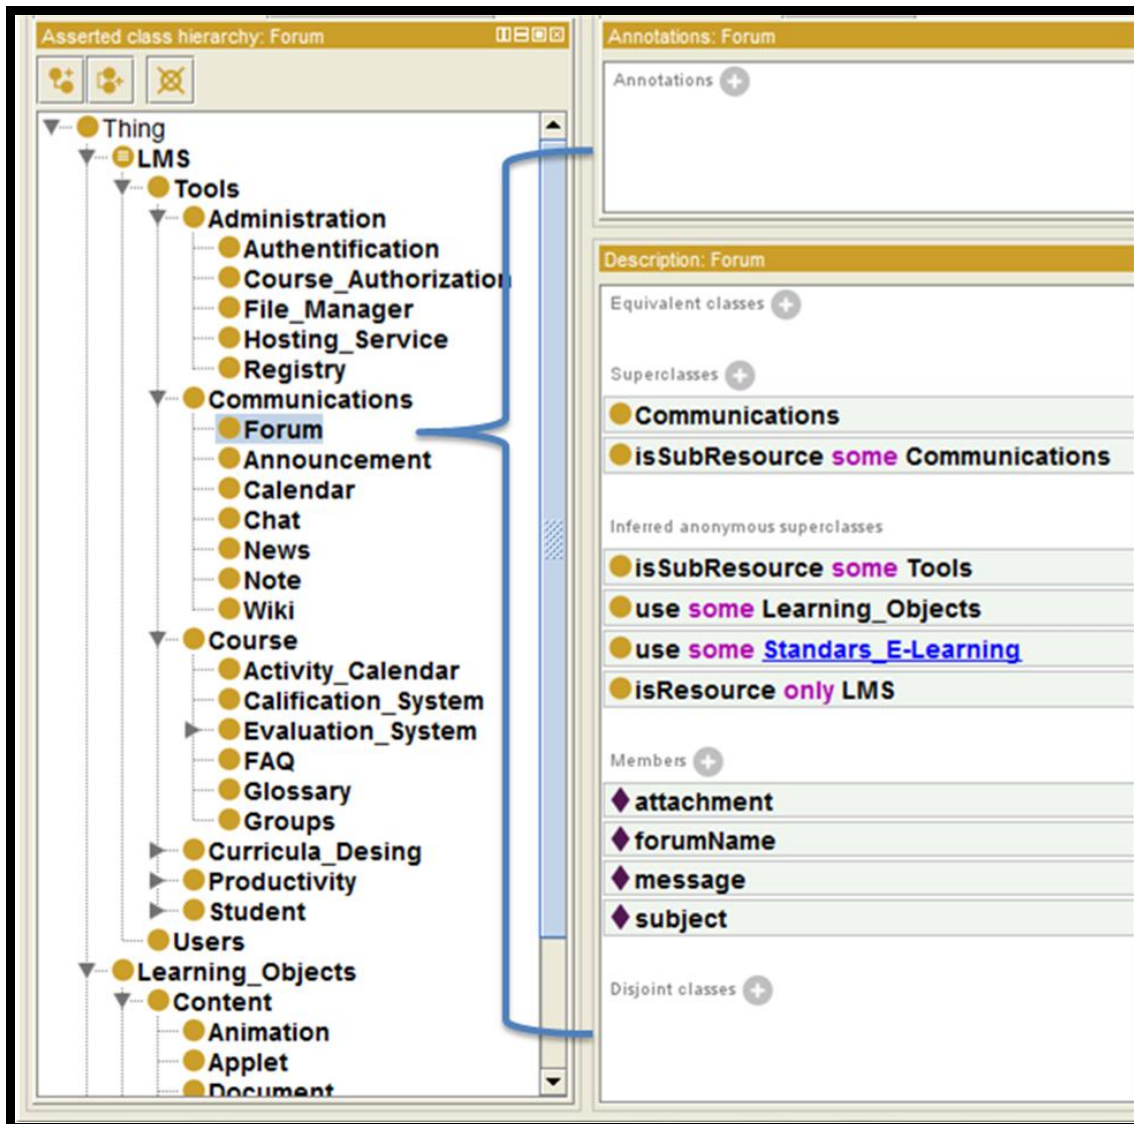 Asserted class hierarchy: Forum
Thing
LMS
Tools
Administration
Authentification
Course_Authorization
File_Manager
Hosting_Service
Registry
Communications
Forum
Announcement
Calendar
Chat
News
Note
Wiki
Course
Activity_Calendar
Calification_System
Evaluation_System
FAQ
Glossary
Groups
Curricula_Desing
Productivity
Student
Users
Learning_Objects
Content
Animation
Applet
Document
Annotations: Forum
Annotations
Description: Forum
Equivalent classes
Superclasses
Communications
isSubResource some Communications
Inferred anonymous superclasses
isSubResource some Tools
use some Learning_Objects
use some Standars_E-Learning
isResource only LMS
Members
attachment
forumName
message
subject
Disjoint classes